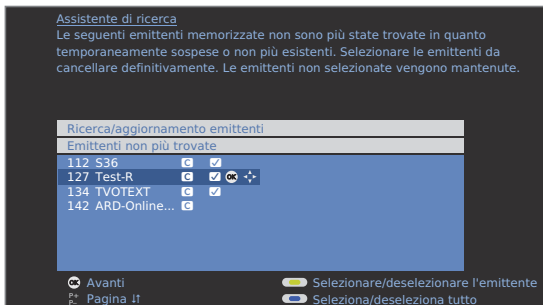 Assistente di ricerca
Le seguenti emittenti memorizzate non sono più state trovate in quanto
temporaneamente sospese o non più esistenti. Selezionare le emittenti da
cancellare definitivamente. Le emittenti non selezionate vengono mantenute.
Ricerca/aggiornamento emittenti
Emittenti non più trovate
112 S36 C
127 Test-R C OK
134 TVOTEXT C
142 ARD-Online... C
OK Avanti
Selezionare/deselezionare l'emittente
P+ P- Pagina ↓↑
Seleziona/deseleziona tutto